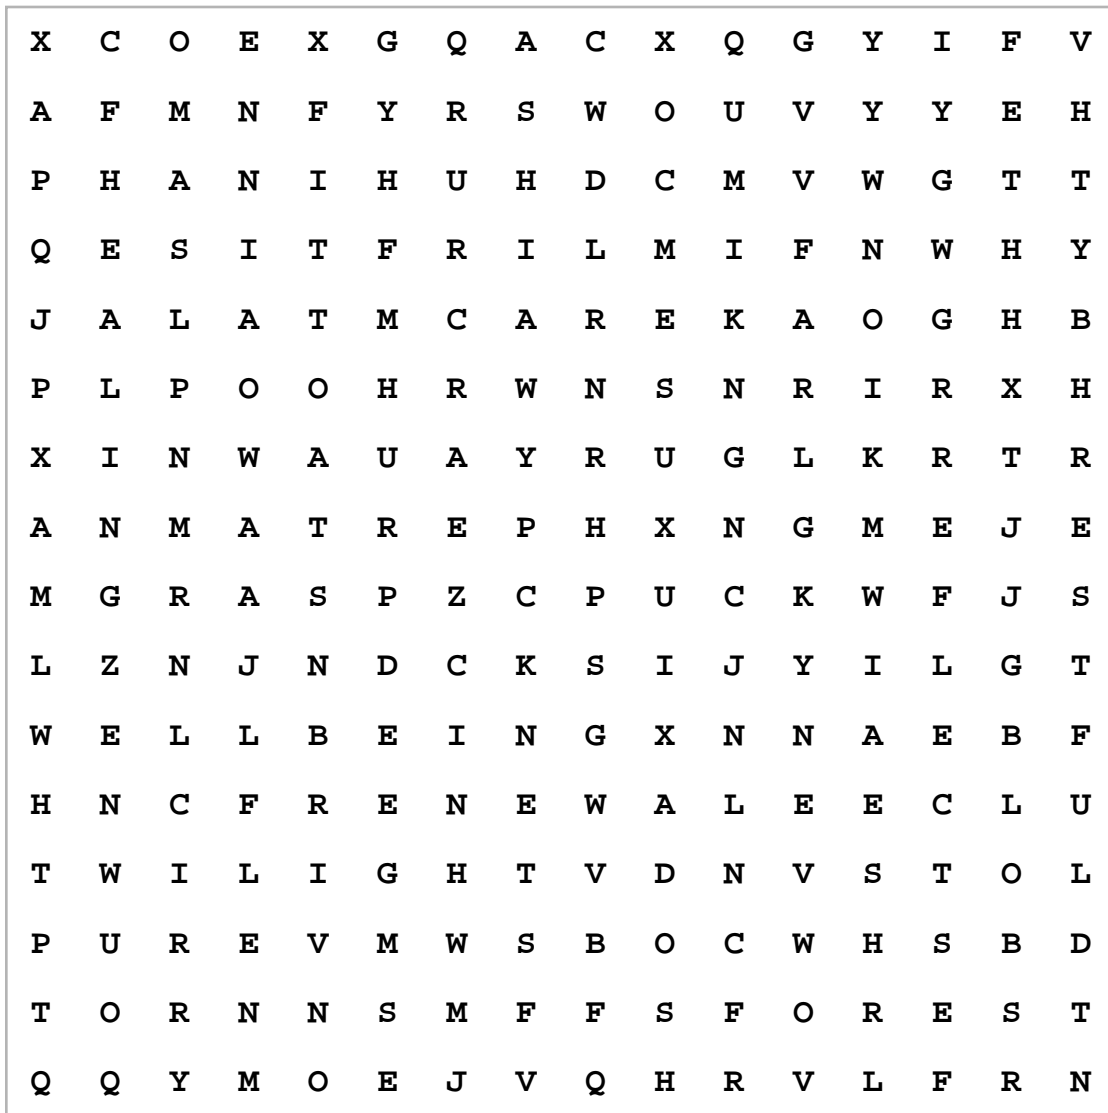 X C O E X G Q A C X Q G Y I F V
A F M N F Y R S W O U V Y Y E H
P H A N I H U H D C M V W G T T
Q E S I T F R I L M I F N W H Y
J A L A T M C A R E K A O G H B
P L P O O H R W N S N R I R X H
X I N W A U A Y R U G L K R T R
A N M A T R E P H X N G M E J E
M G R A S P Z C P U C K W F J S
L Z N J N D C K S I J Y I L G T
W E L L B E I N G X N N A E B F
H N C F R E N E W A L E E C L U
T W I L I G H T V D N V S T O L
P U R E V M W S B O C W H S B D
T O R N N S M F F S F O R E S T
Q Q Y M O E J V Q H R V L F R N